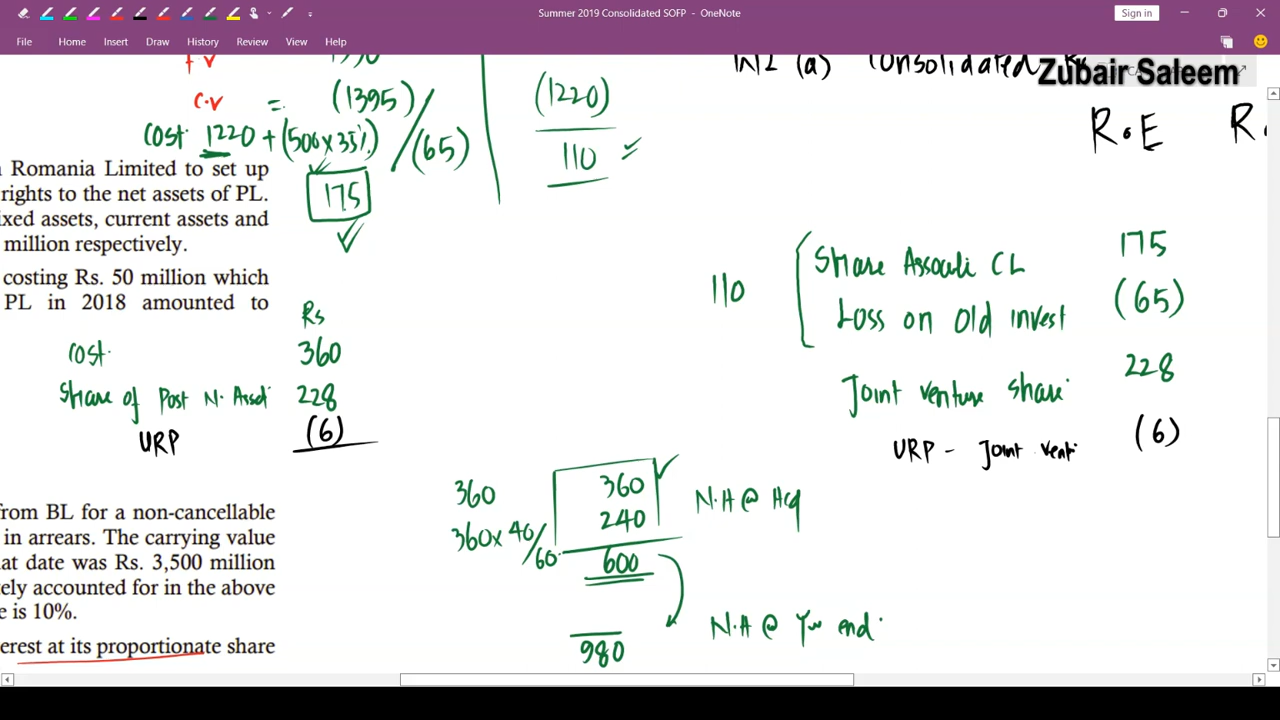 Summer 2019 Consolidated SOFP - OneNote
Sign in
File Home Insert Draw History Review View Help
F.V
C.V = (1395)
cost 1220 + (500 x 35%) / (65)
175
(1220)
110
Zubair Saleem
R.E
n Romania Limited to set up
rights to the net assets of PL.
ixed assets, current assets and
million respectively.
costing Rs. 50 million which
PL in 2018 amounted to
Rs
cost 360
Share of Post N. Asset 228
URP (6)
110
Share Associate CL 175
Loss on Old invest (65)
Joint venture share 228
URP - Joint vent (6)
360 360 N.A @ Acq
360 x 40/60 240
600
N.A @ Year end
980
from BL for a non-cancellable
in arrears. The carrying value
at date was Rs. 3,500 million
tely accounted for in the above
e is 10%.
erest at its proportionate share